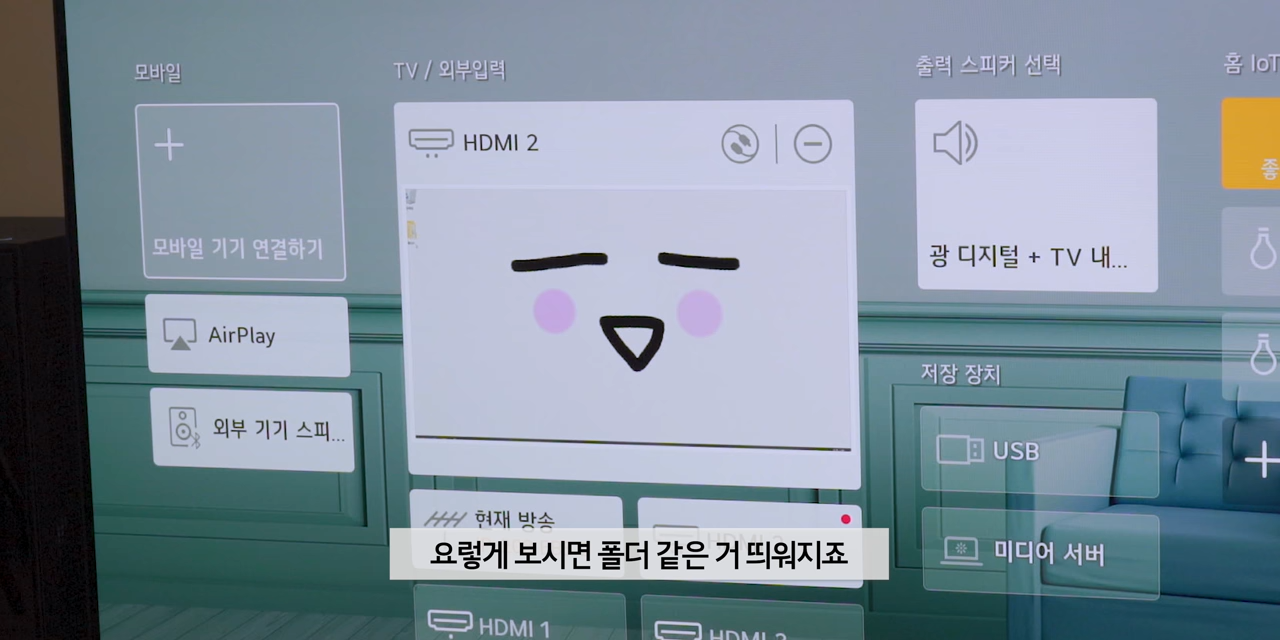 모바일
TV / 외부입력
출력 스피커 선택
홈 IoT
HDMI 2
모바일 기기 연결하기
광 디지털 + TV 내...
AirPlay
저장 장치
외부 기기 스피...
USB
현재 방송
미디어 서버
요렇게 보시면 폴더 같은 거 띄워지죠
HDMI 1